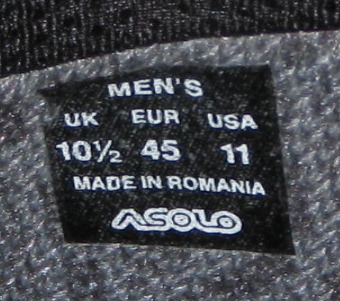 MEN'S
UK EUR USA
10½ 45 11
MADE IN ROMANIA
ASOLO